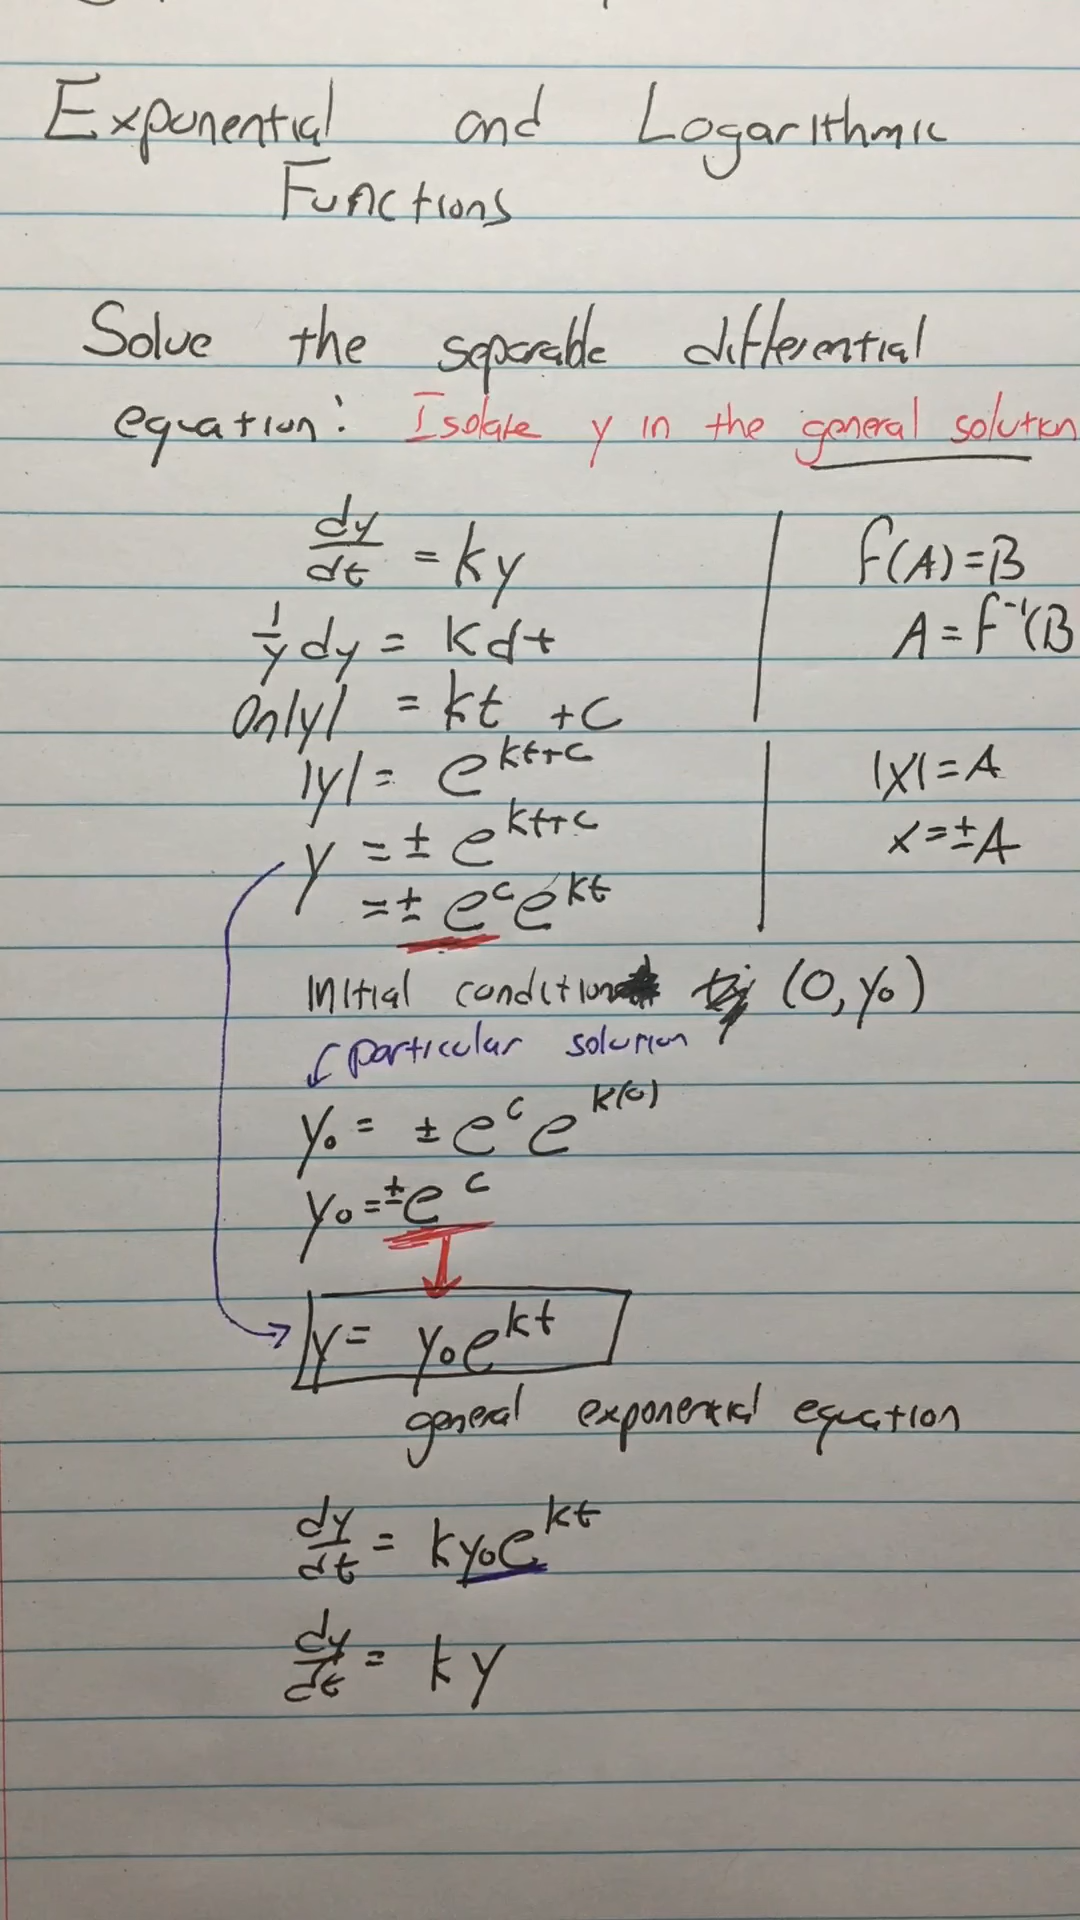 Exponential and Logarithmic
Functions
Solve the separable differential
equation: Isolate y in the general solution
dy/dt = ky
1/y dy = kdt
ln|y| = kt + c
|y| = e^{kt+c}
y = ± e^{kt+c}
= ± e^c e^{kt}
f(A) = B
A = f^{-1}(B
|x| = A
x = ±A
Initial condition (0, y₀)
particular solution
y₀ = ± e^c e^{k(0)}
y₀ = ±e^c
y = y₀e^{kt}
general exponential equation
dy/dt = ky₀e^{kt}
dy/dt = ky